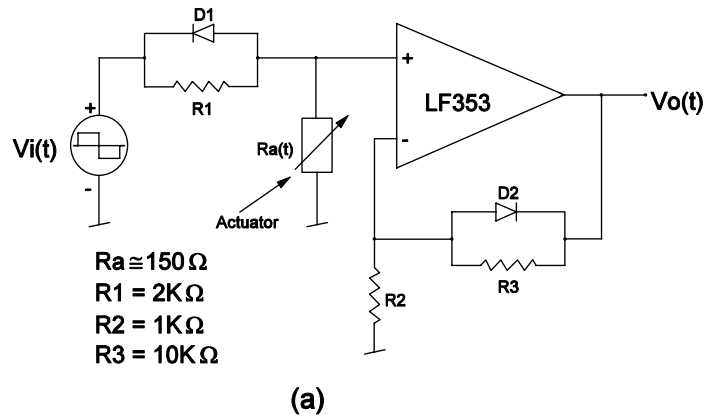 D1
R1
+
-
LF353
Vo(t)
+
Vi(t)
-
Ra(t)
Actuator
D2
R3
R2
Ra≅150Ω
R1 = 2KΩ
R2 = 1KΩ
R3 = 10KΩ
(a)